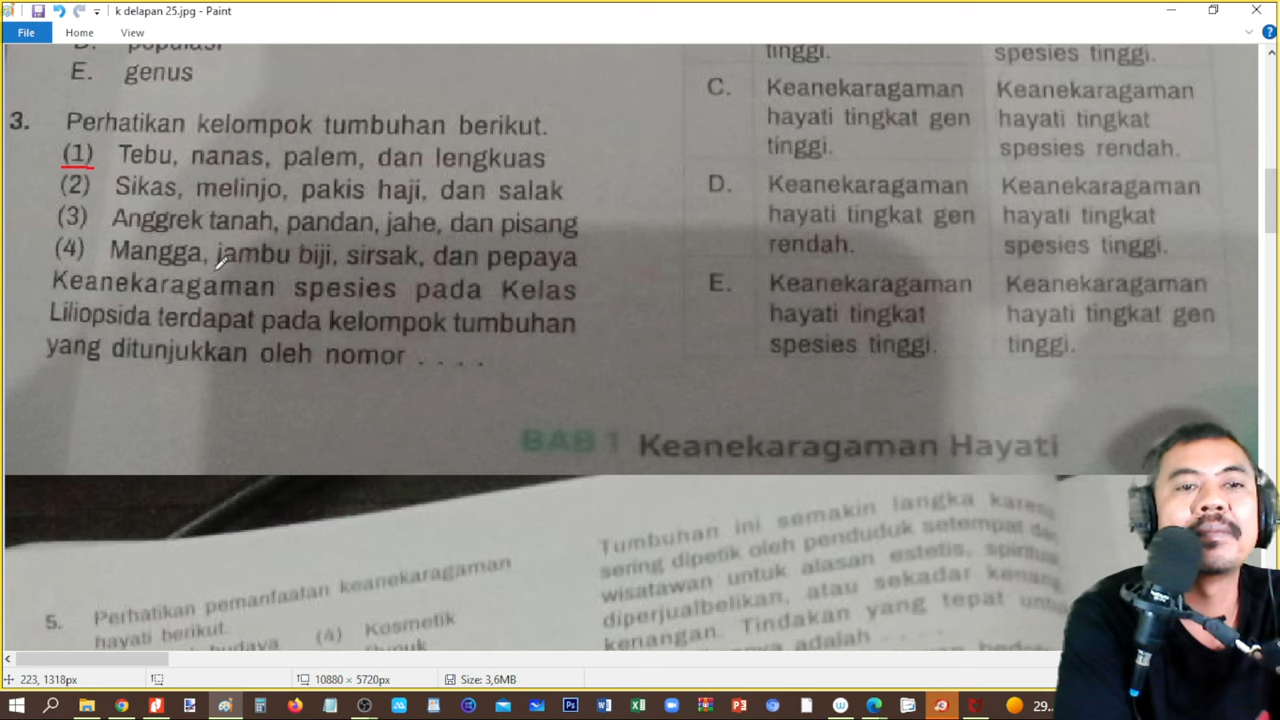 k delapan 25.jpg - Paint
File
Home
View
E. genus
3. Perhatikan kelompok tumbuhan berikut.
(1) Tebu, nanas, palem, dan lengkuas
(2) Sikas, melinjo, pakis haji, dan salak
(3) Anggrek tanah, pandan, jahe, dan pisang
(4) Mangga, jambu biji, sirsak, dan pepaya
Keanekaragaman spesies pada Kelas
Liliopsida terdapat pada kelompok tumbuhan
yang ditunjukkan oleh nomor . . . .
tinggi.
spesies tinggi.
C. Keanekaragaman hayati tingkat gen tinggi.
Keanekaragaman hayati tingkat spesies rendah.
D. Keanekaragaman hayati tingkat gen rendah.
Keanekaragaman hayati tingkat spesies tinggi.
E. Keanekaragaman hayati tingkat spesies tinggi.
Keanekaragaman hayati tingkat gen tinggi.
BAB 1 Keanekaragaman Hayati
5. Perhatikan pemanfaatan keanekaragaman
hayati berikut.
(4) Kosmetik
Tumbuhan ini semakin langka
sering dipetik oleh penduduk setempat
wisatawan untuk alasan estetis,
diperjualbelikan, atau sekadar
kenangan. Tindakan yang tepat
adalah
223, 1318px
10880 × 5720px
Size: 3,6MB
29...